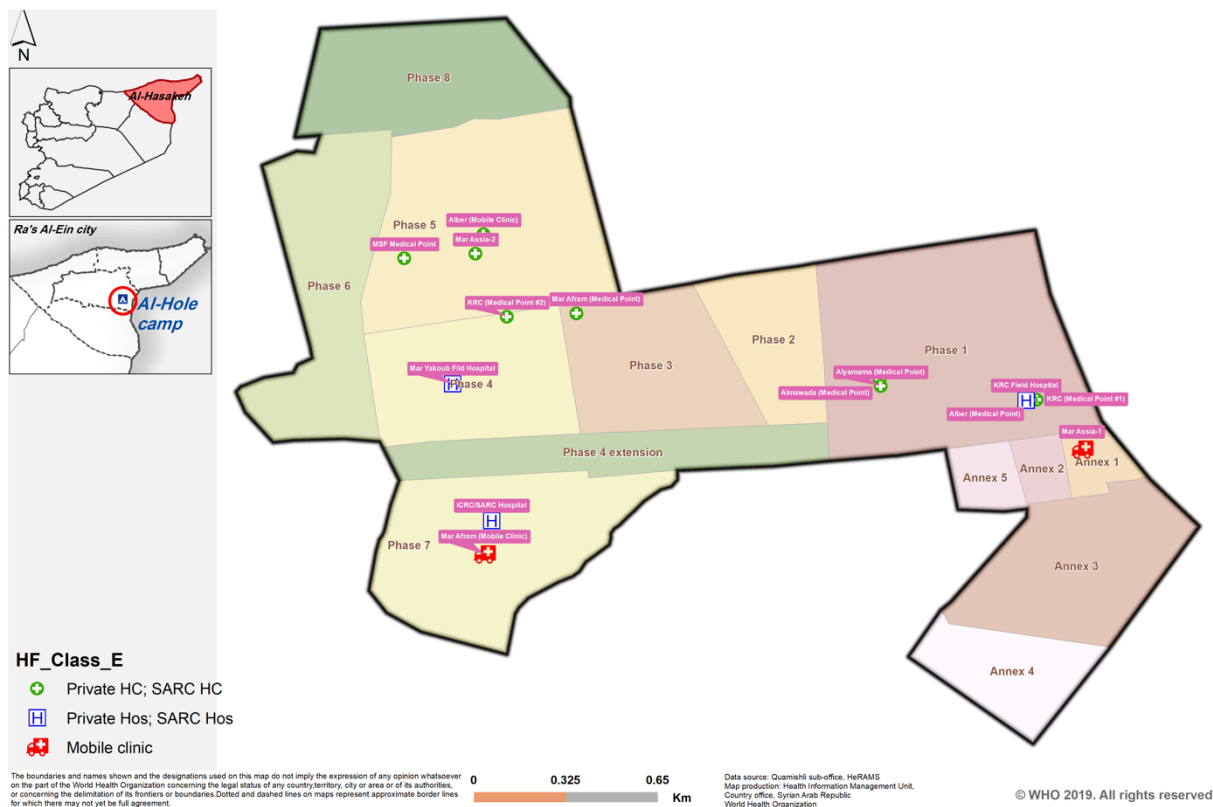 N
Al-Hasakeh
Ra's Al-Ein city
Al-Hole
camp
Phase 8
Phase 5
Alber (Mobile Clinic)
Mar Assia-2
MSF Medical Point
Phase 6
KRC (Medical Point #2)
Mar Afram (Medical Point)
Mar Yakoub Fild Hospital
Phase 4
Phase 3
Phase 2
Phase 1
Alyamama (Medical Point)
Almawada (Medical Point)
KRC Field Hospital
KRC (Medical Point #1)
Alber (Medical Point)
Mar Assia-1
Phase 4 extension
Annex 5
Annex 2
Annex 1
ICRC/SARC Hospital
Mar Afram (Mobile Clinic)
Phase 7
Annex 3
Annex 4
HF_Class_E
Private HC; SARC HC
Private Hos; SARC Hos
Mobile clinic
The boundaries and names shown and the designations used on this map do not imply the expression of any opinion whatsoever
on the part of the World Health Organization concerning the legal status of any country,territory, city or area or of its authorities,
or concerning the delimitation of its frontiers or boundaries.Dotted and dashed lines on maps represent approximate border lines
for which there may not yet be full agreement.
0 0.325 0.65
Km
Data source: Quamishli sub-office, HeRAMS
Map production: Health Information Management Unit,
Country office, Syrian Arab Republic
World Health Organization
© WHO 2019. All rights reserved